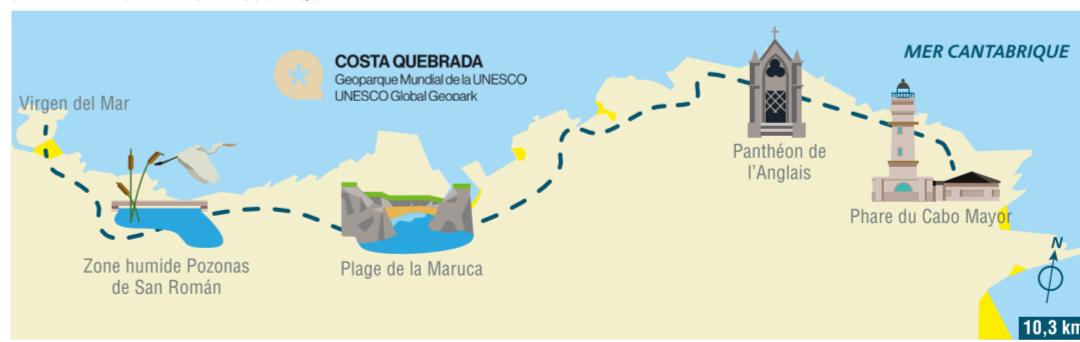 COSTA QUEBRADA
Geoparque Mundial de la UNESCO
UNESCO Global Geopark
MER CANTABRIQUE
Virgen del Mar
Panthéon de
l’Anglais
Phare du Cabo Mayor
Zone humide Pozonas
de San Román
Plage de la Maruca
N
10,3 km